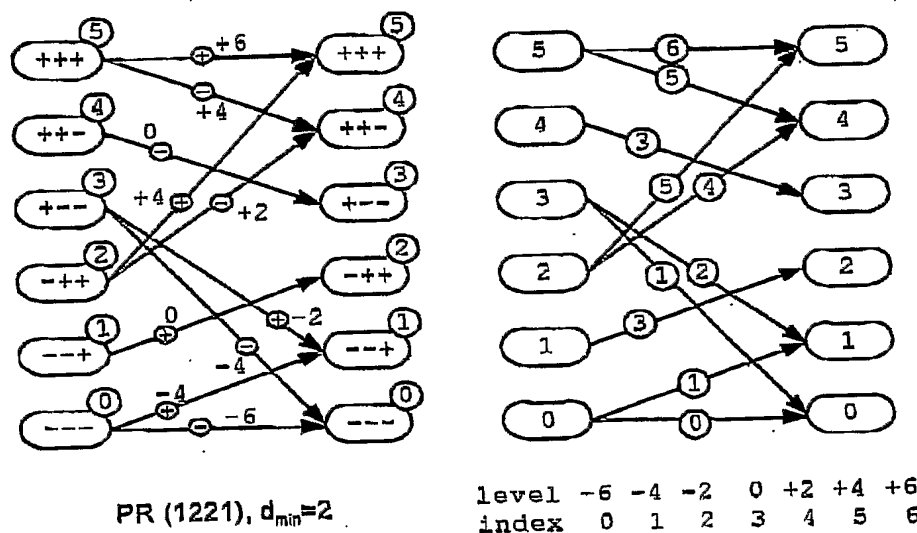 5 +6 5
+++ + +++ 5 6 5
- 5
4 +4 4
++- 0 ++- 4 3 4
-
3 +4 + - +2 3 5 4
+-- +-- 3 3
2 2
-++ -++ 2 1 2 2
1 0 + -2 1
--+ + --+ 1 3 1
- -4
0 -4 0 1
--- + --- 0 0 0
- -6
PR (1221), dmin=2
level -6 -4 -2 0 +2 +4 +6
index 0 1 2 3 4 5 6